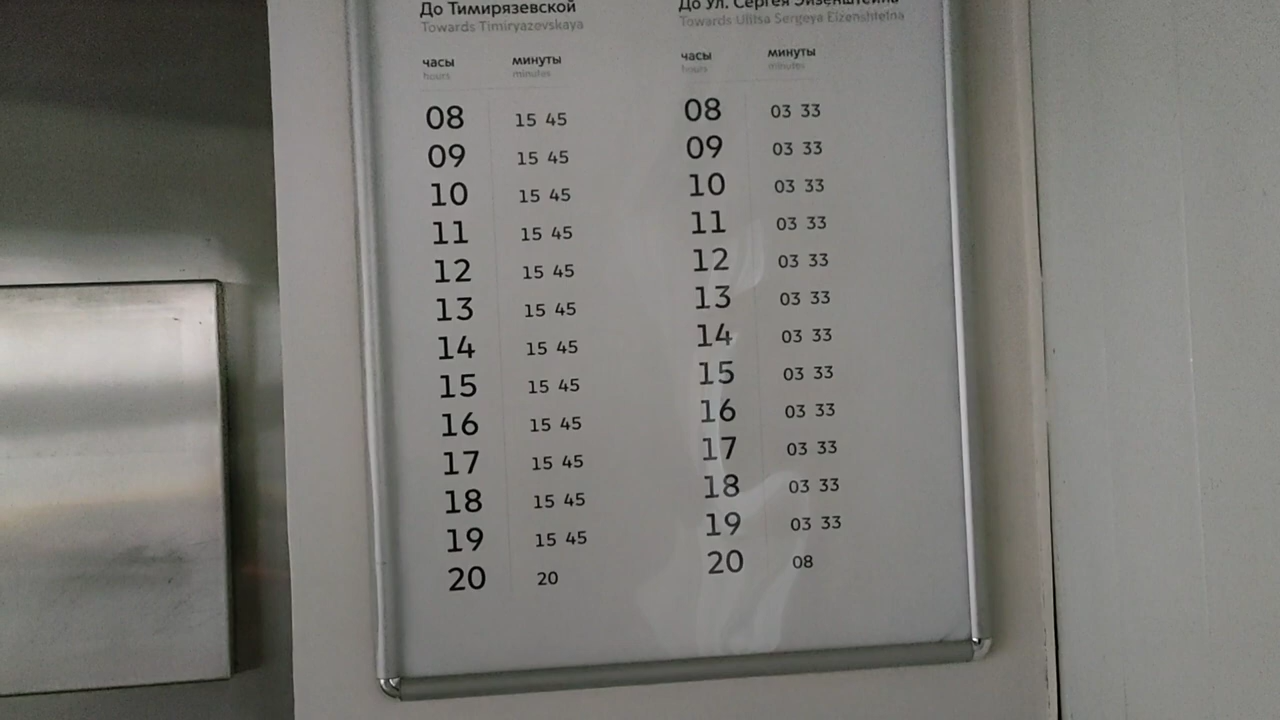 До Тимирязевской
Towards Timiryazevskaya
часы минуты
hours minutes
08 15 45
09 15 45
10 15 45
11 15 45
12 15 45
13 15 45
14 15 45
15 15 45
16 15 45
17 15 45
18 15 45
19 15 45
20 20
До Ул. Сергея Эйзенштейна
Towards Ulitsa Sergeya Eizenshteina
часы минуты
hours minutes
08 03 33
09 03 33
10 03 33
11 03 33
12 03 33
13 03 33
14 03 33
15 03 33
16 03 33
17 03 33
18 03 33
19 03 33
20 08